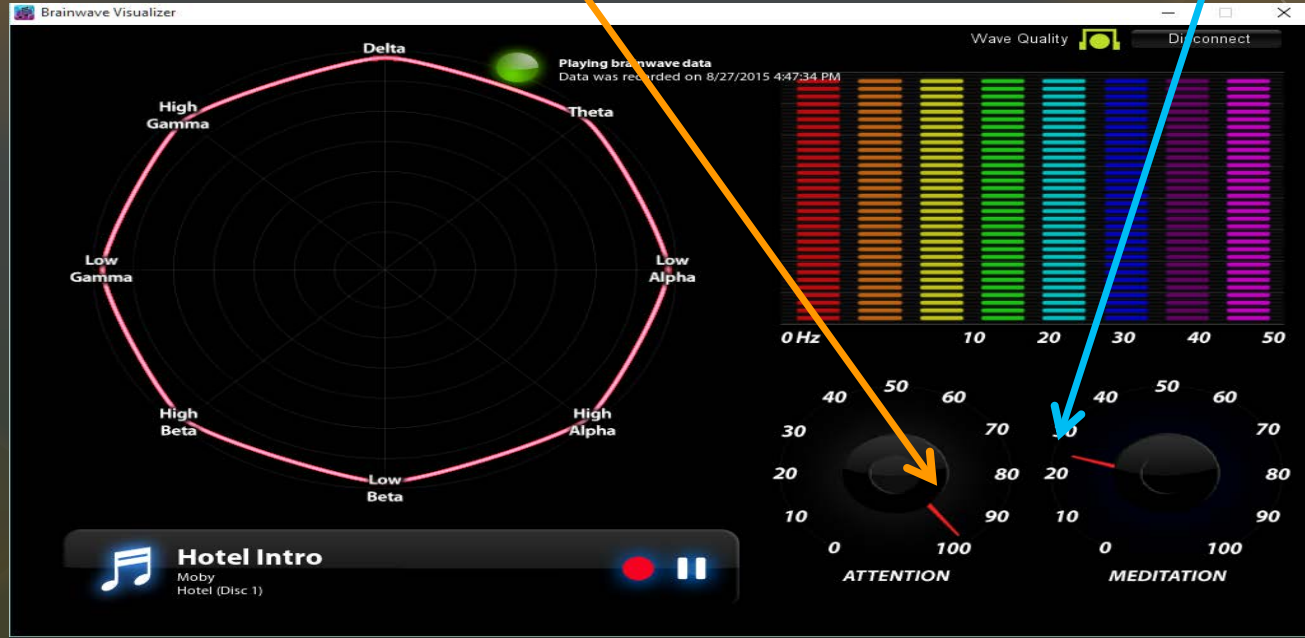 Brainwave Visualizer
Wave Quality
Disconnect
Delta
Playing brainwave data
Data was recorded on 8/27/2015 4:47:34 PM
High
Gamma
Theta
Low
Gamma
Low
Alpha
High
Beta
High
Alpha
Low
Beta
0 Hz 10 20 30 40 50
0 10 20 30 40 50 60 70 80 90 100
ATTENTION
0 10 20 30 40 50 60 70 80 90 100
MEDITATION
Hotel Intro
Moby
Hotel (Disc 1)